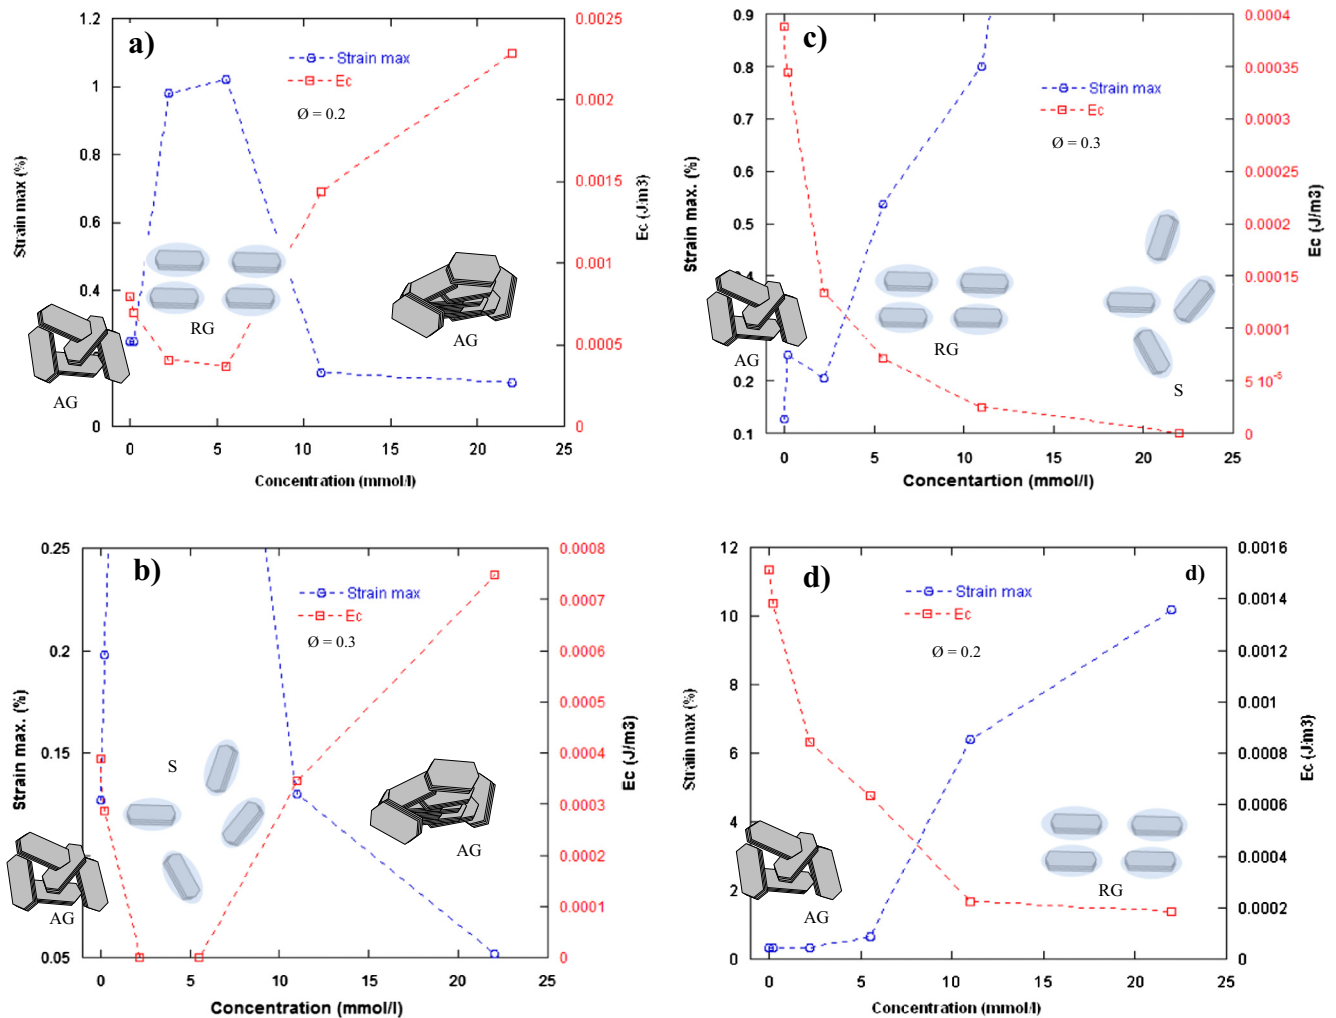 a)
1.2
1
0.8
0.6
0.4
0.2
0
Strain max (%)
0.0025
0.002
0.0015
0.001
0.0005
0
Ec (J/m3)
Strain max
Ec
Ø = 0.2
AG
RG
AG
0 5 10 15 20 25
Concentration (mmol/l)
c)
0.9
0.8
0.7
0.6
0.5
0.2
0.1
Strain max. (%)
0.0004
0.00035
0.0003
0.00025
0.0002
0.00015
0.0001
5 10⁻⁵
0
Ec (J/m3)
Strain max
Ec
Ø = 0.3
AG
RG
S
0 5 10 15 20 25
Concentartion (mmol/l)
b)
0.25
0.2
0.15
0.05
Strain max. (%)
0.0008
0.0007
0.0006
0.0005
0.0004
0.0003
0.0002
0.0001
0
Ec (J/m3)
Strain max
Ec
Ø = 0.3
S
AG
AG
0 5 10 15 20 25
Concentration (mmol/l)
d)
d)
12
10
8
6
4
2
0
Strain max (%)
0.0016
0.0014
0.0012
0.001
0.0008
0.0006
0.0004
0.0002
0
Ec (J/m3)
Strain max
Ec
Ø = 0.2
AG
RG
0 5 10 15 20 25
Concentration (mmol/l)